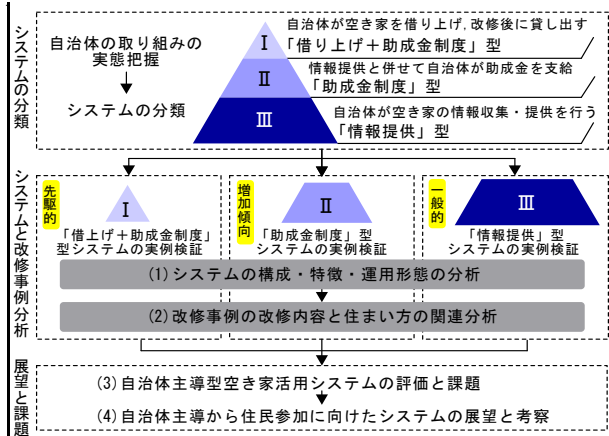 システムの分類
自治体の取り組みの
実態把握
システムの分類
Ⅰ
Ⅱ
Ⅲ
自治体が空き家を借り上げ,改修後に貸し出す
「借り上げ＋助成金制度」型
情報提供と併せて自治体が助成金を支給
「助成金制度」型
自治体が空き家の情報収集・提供を行う
「情報提供」型
システムと改修事例分析
先駆的
Ⅰ
「借上げ＋助成金制度」
型システムの実例検証
増加傾向
Ⅱ
「助成金制度」型
システムの実例検証
一般的
Ⅲ
「情報提供」型
システムの実例検証
(1)システムの構成・特徴・運用形態の分析
(2)改修事例の改修内容と住まい方の関連分析
展望と課題
(3)自治体主導型空き家活用システムの評価と課題
(4)自治体主導から住民参加に向けたシステムの展望と考察